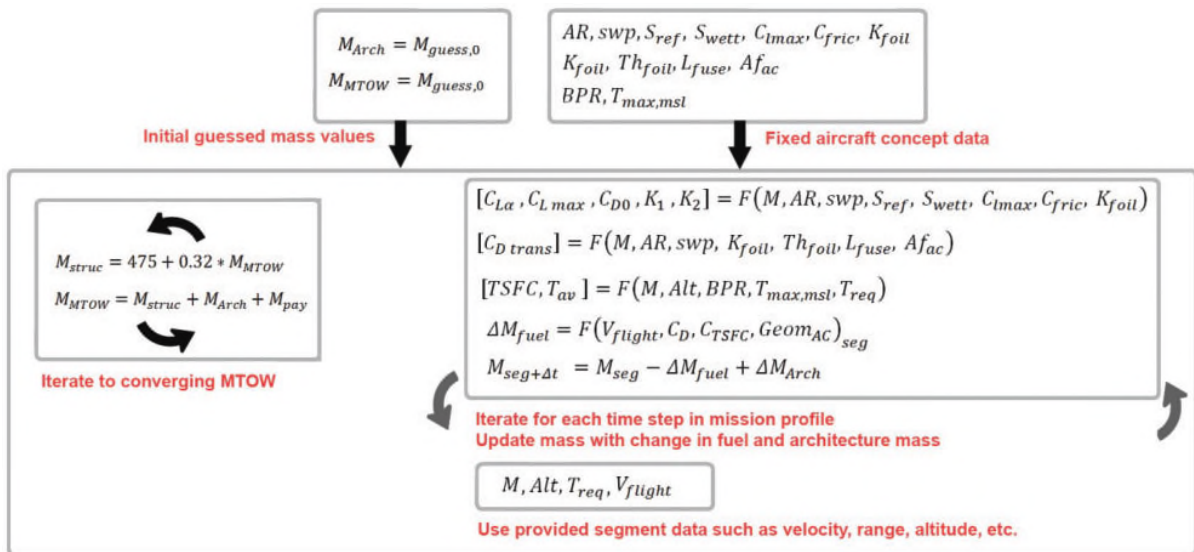 M_Arch = M_guess,0
M_MTOW = M_guess,0
Initial guessed mass values
AR, swp, S_ref, S_wett, C_lmax, C_fric, K_foil
K_foil, Th_foil, L_fuse, Af_ac
BPR, T_max,msl
Fixed aircraft concept data
M_struc = 475 + 0.32 * M_MTOW
M_MTOW = M_struc + M_Arch + M_pay
Iterate to converging MTOW
[C_Lα, C_L max, C_D0, K_1, K_2] = F(M, AR, swp, S_ref, S_wett, C_lmax, C_fric, K_foil)
[C_D trans] = F(M, AR, swp, K_foil, Th_foil, L_fuse, Af_ac)
[TSFC, T_av] = F(M, Alt, BPR, T_max,msl, T_req)
ΔM_fuel = F(V_flight, C_D, C_TSFC, Geom_AC)_seg
M_seg+Δt = M_seg − ΔM_fuel + ΔM_Arch
Iterate for each time step in mission profile
Update mass with change in fuel and architecture mass
M, Alt, T_req, V_flight
Use provided segment data such as velocity, range, altitude, etc.